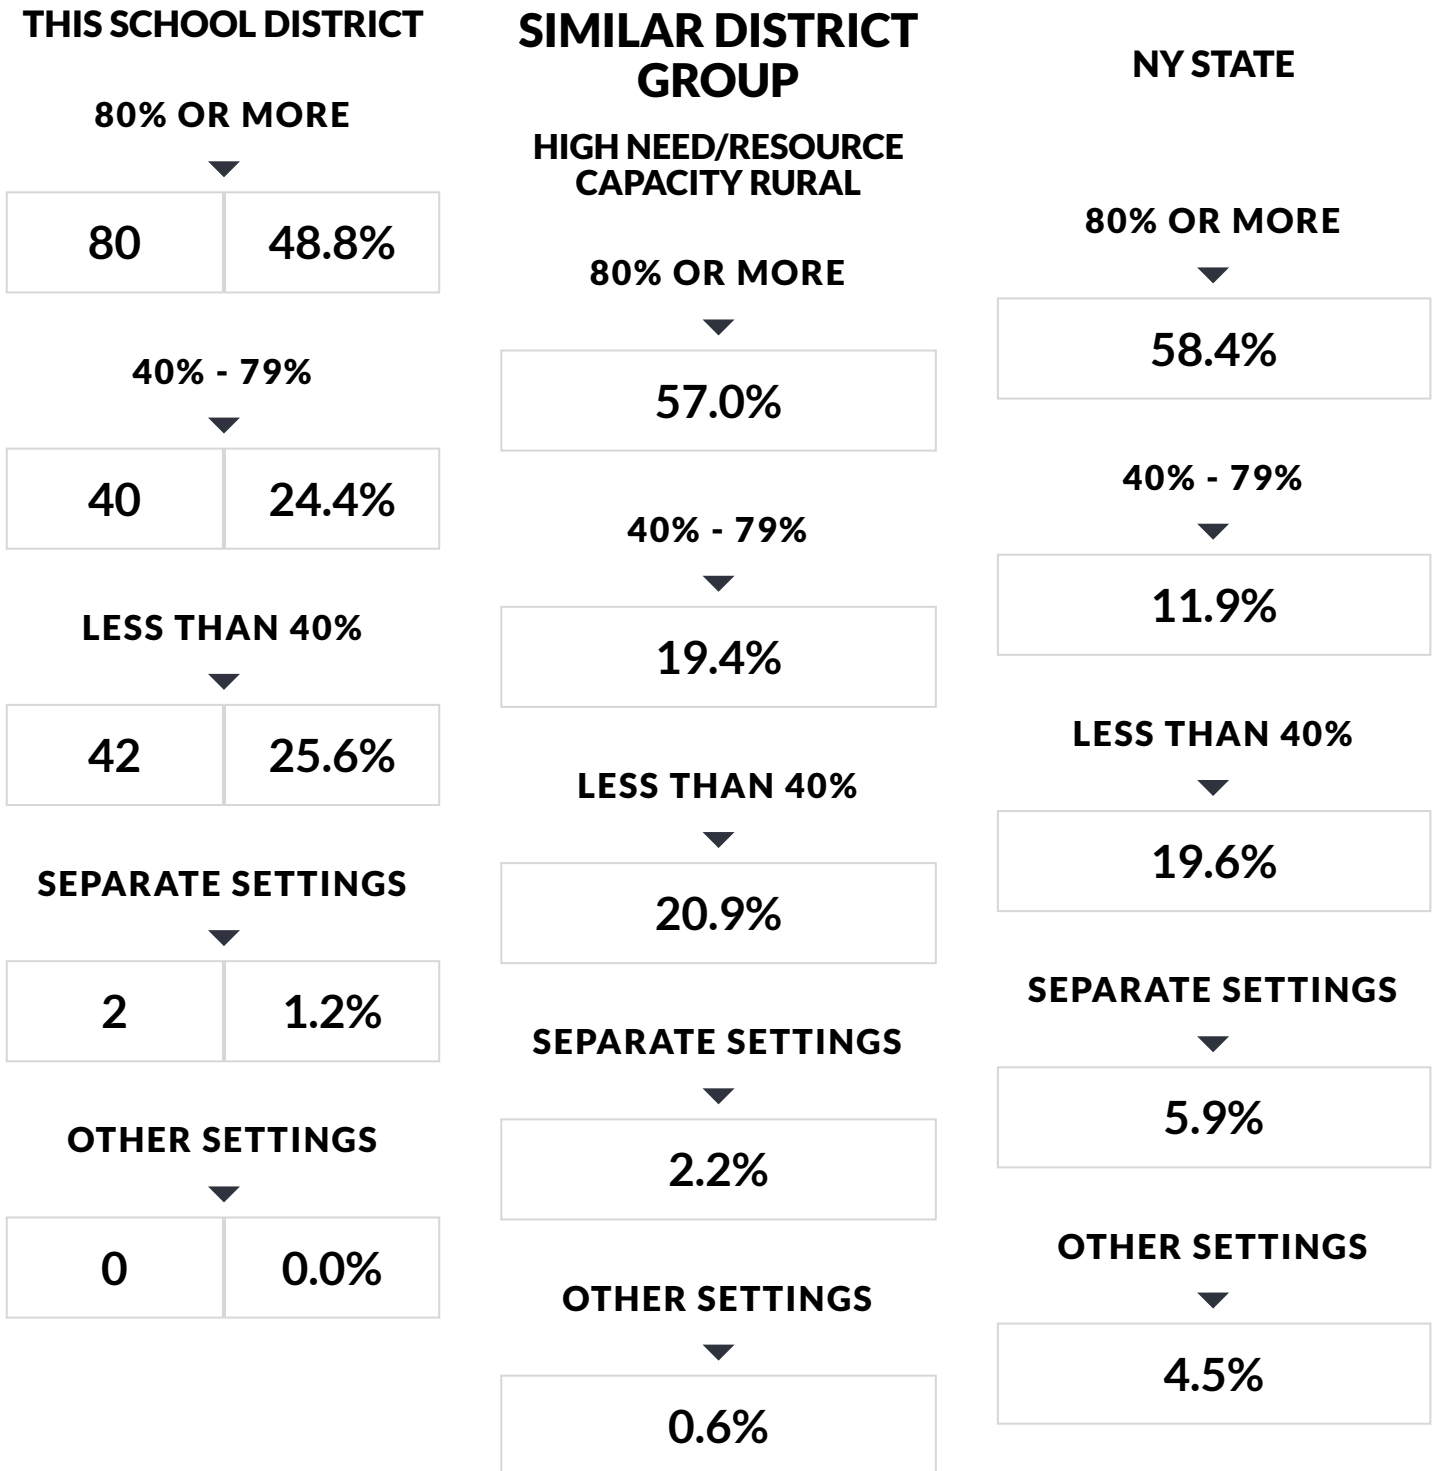 THIS SCHOOL DISTRICT
80% OR MORE
80 48.8%
40% - 79%
40 24.4%
LESS THAN 40%
42 25.6%
SEPARATE SETTINGS
2 1.2%
OTHER SETTINGS
0 0.0%
SIMILAR DISTRICT
GROUP
HIGH NEED/RESOURCE
CAPACITY RURAL
80% OR MORE
57.0%
40% - 79%
19.4%
LESS THAN 40%
20.9%
SEPARATE SETTINGS
2.2%
OTHER SETTINGS
0.6%
NY STATE
80% OR MORE
58.4%
40% - 79%
11.9%
LESS THAN 40%
19.6%
SEPARATE SETTINGS
5.9%
OTHER SETTINGS
4.5%